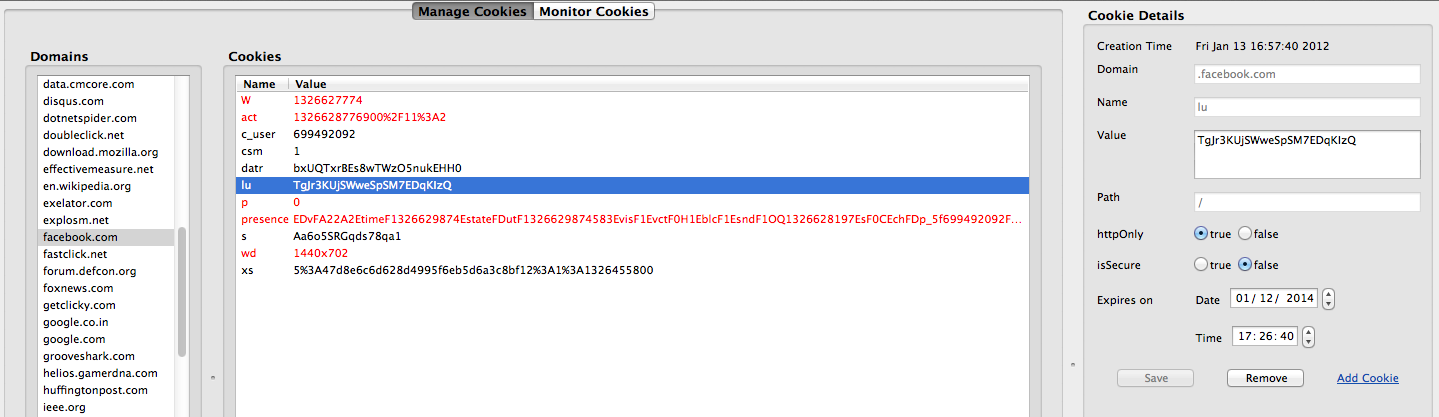 Manage Cookies Monitor Cookies
Domains
data.cmcore.com
disqus.com
dotnetspider.com
doubleclick.net
download.mozilla.org
effectivemeasure.net
en.wikipedia.org
exelator.com
explosm.net
facebook.com
fastclick.net
forum.defcon.org
foxnews.com
getclicky.com
google.co.in
google.com
grooveshark.com
helios.gamerdna.com
huffingtonpost.com
ieee.org
Cookies
Name Value
W 1326627774
act 1326628776900%2F11%3A2
c_user 699492092
csm 1
datr bxUQTxrBEs8wTWzO5nukEHH0
lu TgJr3KUjSWweSpSM7EDqKIzQ
p 0
presence EDvFA22A2EtimeF1326629874EstateFDutF1326629874583EvisF1EvctF0H1EblcF1EsndF1OQ1326628197EsF0CEchFDp_5f699492092F...
s Aa6o5SRGqds78qa1
wd 1440x702
xs 5%3A47d8e6c6d628d4995f6eb5d6a3c8bf12%3A1%3A1326455800
Cookie Details
Creation Time Fri Jan 13 16:57:40 2012
Domain .facebook.com
Name lu
Value TgJr3KUjSWweSpSM7EDqKIzQ
Path /
httpOnly true false
isSecure true false
Expires on Date 01/ 12/ 2014
Time 17: 26: 40
Save Remove Add Cookie